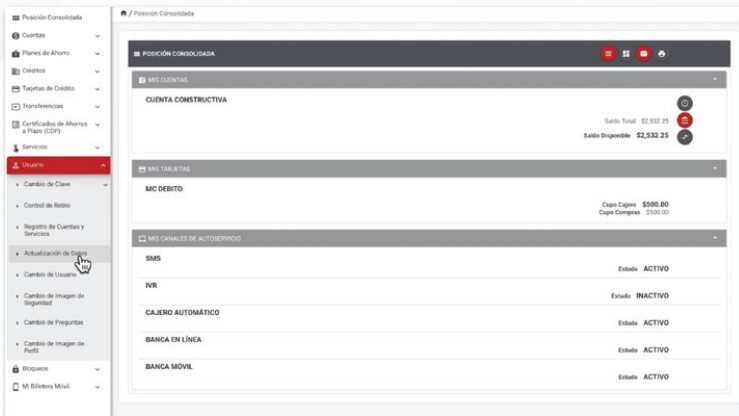 Posición Consolidada
Cuentas
Planes de Ahorro
Créditos
Tarjetas de Crédito
Transferencias
Certificados de Ahorros
a Plazo (CDP)
Servicios
Usuario
Cambio de Clave
Control de Retiro
Registro de Cuentas y
Servicios
Actualización de Datos
Cambio de Usuario
Cambio de Imagen de
Seguridad
Cambio de Preguntas
Cambio de Imagen de
Perfil
Bloqueos
Mi Billetera Móvil
/ Posición Consolidada
POSICIÓN CONSOLIDADA
MIS CUENTAS
CUENTA CONSTRUCTIVA
Saldo Total $2,532.25
Saldo Disponible $2,532.25
MIS TARJETAS
MC DEBITO
Cupo Cajero $500.00
Cupo Compras $500.00
MIS CANALES DE AUTOSERVICIO
SMS
Estado ACTIVO
IVR
Estado INACTIVO
CAJERO AUTOMÁTICO
Estado ACTIVO
BANCA EN LÍNEA
Estado ACTIVO
BANCA MÓVIL
Estado ACTIVO